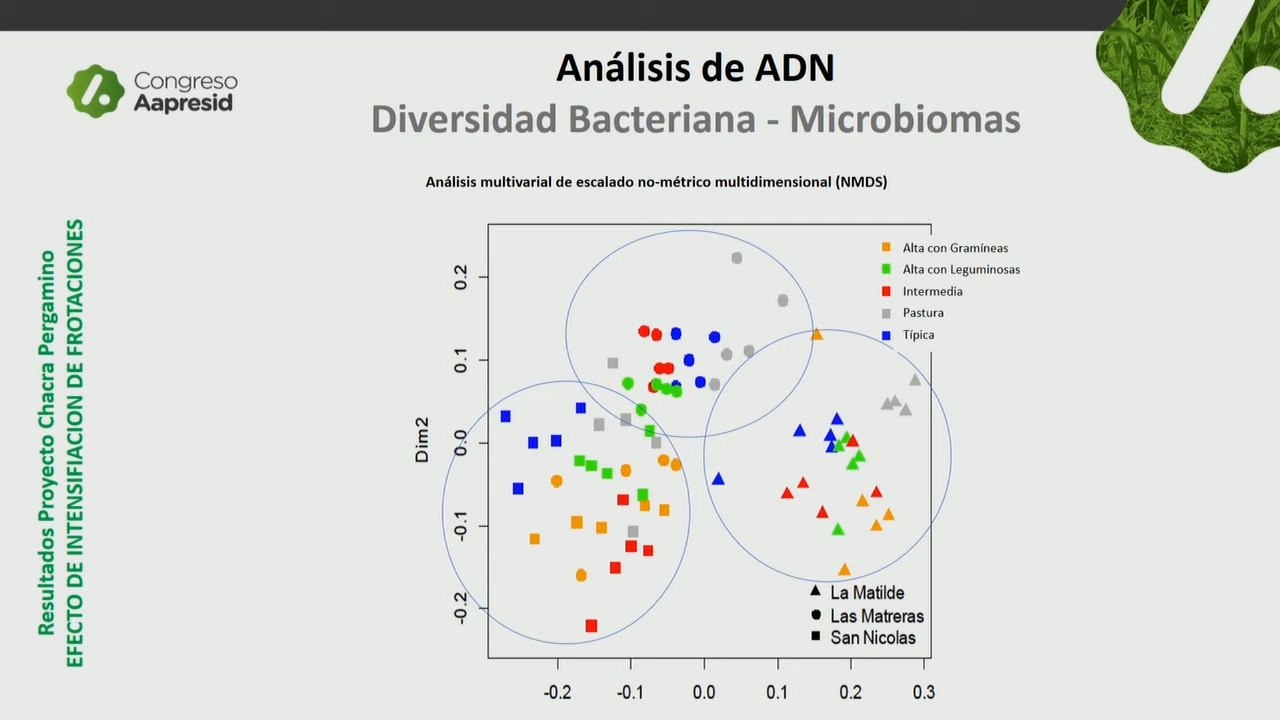 Congreso
Aapresid
Análisis de ADN
Diversidad Bacteriana - Microbiomas
Análisis multivarial de escalado no-métrico multidimensional (NMDS)
Resultados Proyecto Chacra Pergamino
EFECTO DE INTENSIFIACION DE FROTACIONES
Alta con Gramíneas
Alta con Leguminosas
Intermedia
Pastura
Típica
Dim2
0.2
0.1
0.0
-0.1
-0.2
La Matilde
Las Matreras
San Nicolas
-0.2 -0.1 0.0 0.1 0.2 0.3